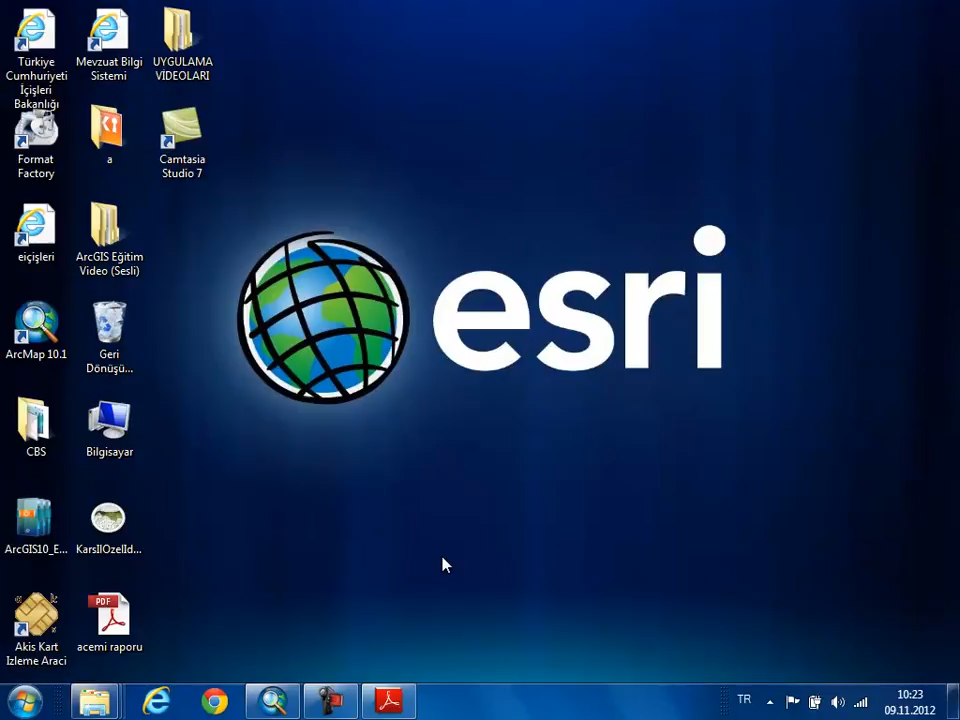 Türkiye
Cumhuriyeti
İçişleri
Bakanlığı
Mevzuat Bilgi
Sistemi
UYGULAMA
VİDEOLARI
Format
Factory
a
Camtasia
Studio 7
eiçişleri
ArcGIS Eğitim
Video (Sesli)
ArcMap 10.1
Geri
Dönüşü...
CBS
Bilgisayar
ArcGIS10_E...
KarsIlOzelId...
Akis Kart
Izleme Araci
PDF
acemi raporu
esri
TR
10:23
09.11.2012